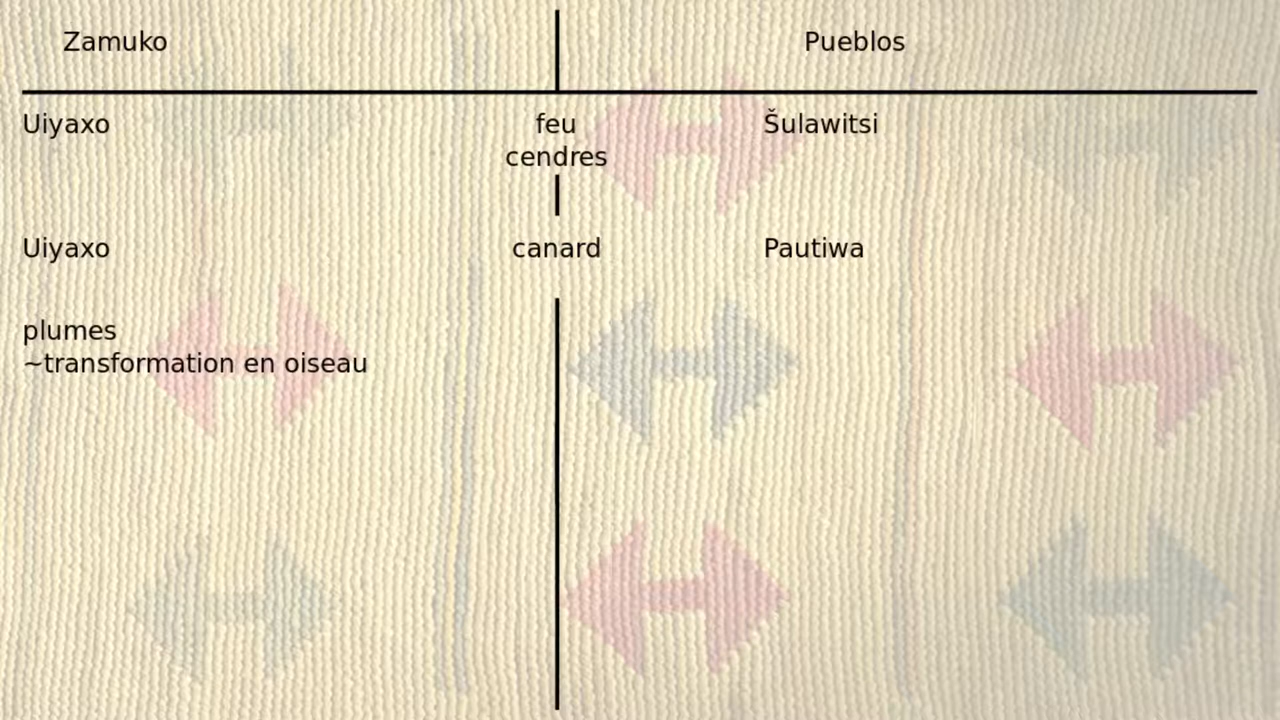 Zamuko
Pueblos
Uiyaxo
feu
cendres
Šulawitsi
Uiyaxo
canard
Pautiwa
plumes
~transformation en oiseau